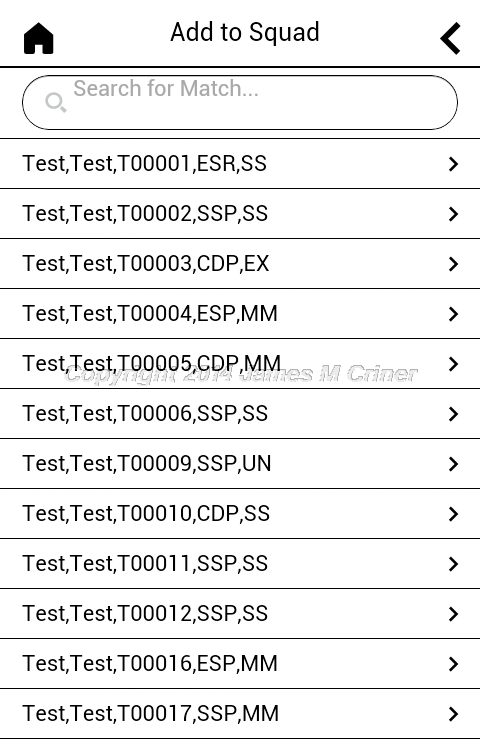 Add to Squad
Search for Match...
Test,Test,T00001,ESR,SS
Test,Test,T00002,SSP,SS
Test,Test,T00003,CDP,EX
Test,Test,T00004,ESP,MM
Test,Test,T00005,CDP,MM
Copyright 2014 James M Criner
Test,Test,T00006,SSP,SS
Test,Test,T00009,SSP,UN
Test,Test,T00010,CDP,SS
Test,Test,T00011,SSP,SS
Test,Test,T00012,SSP,SS
Test,Test,T00016,ESP,MM
Test,Test,T00017,SSP,MM